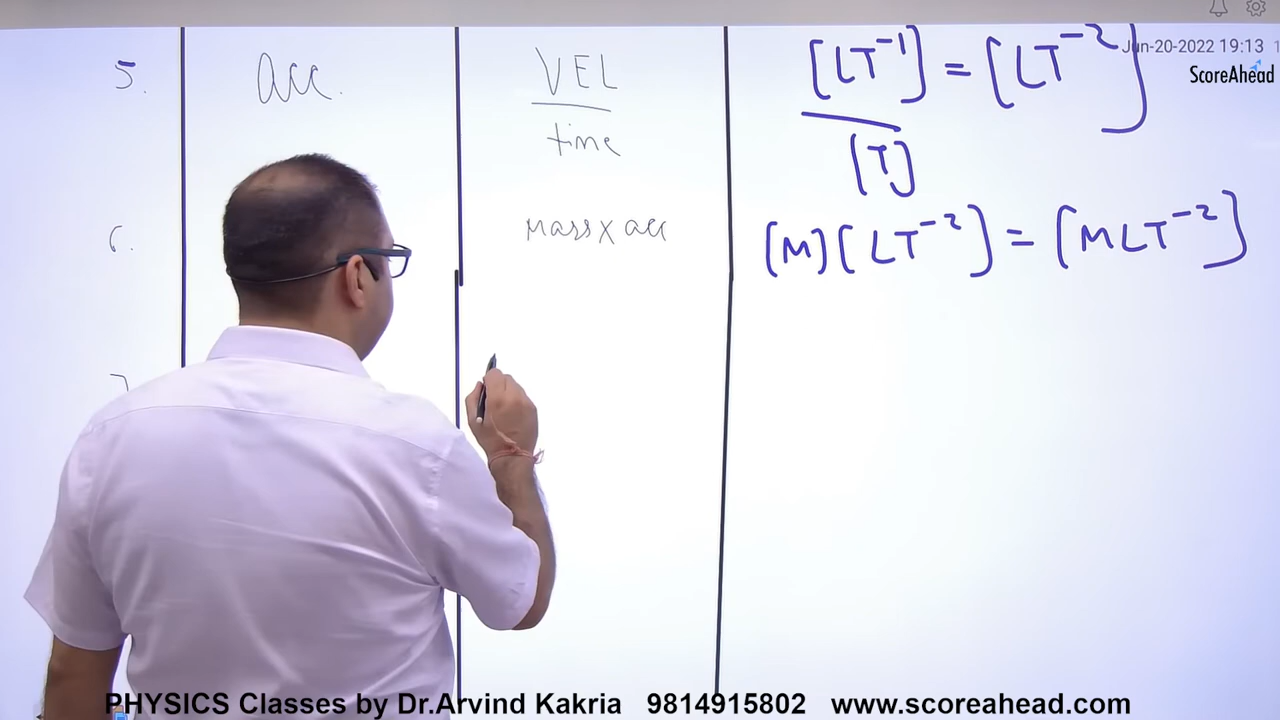 Jun-20-2022 19:13
ScoreAhead
5. acc. VEL [LT⁻¹] = [LT⁻²]
time [T]
6. mass x acc [M][LT⁻²] = [MLT⁻²]
7
PHYSICS Classes by Dr.Arvind Kakria 9814915802 www.scoreahead.com